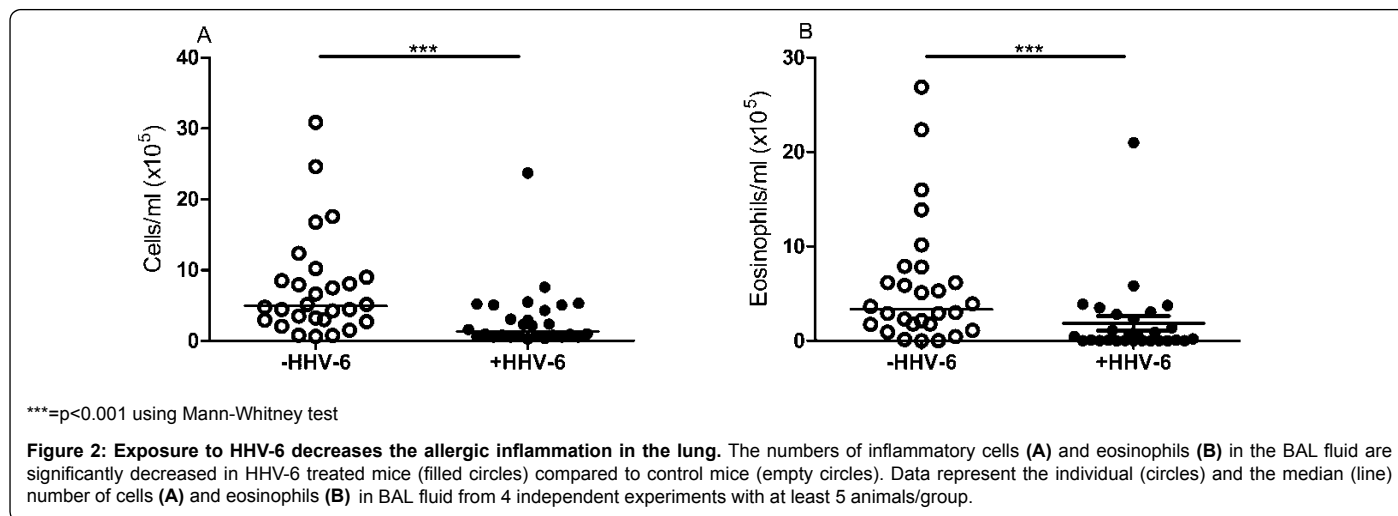 A
***
Cells/ml (x10⁵)
40
30
20
10
0
-HHV-6
+HHV-6
B
***
Eosinophils/ml (x10⁵)
30
20
10
0
-HHV-6
+HHV-6
***=p<0.001 using Mann-Whitney test
Figure 2: Exposure to HHV-6 decreases the allergic inflammation in the lung. The numbers of inflammatory cells (A) and eosinophils (B) in the BAL fluid are
significantly decreased in HHV-6 treated mice (filled circles) compared to control mice (empty circles). Data represent the individual (circles) and the median (line)
number of cells (A) and eosinophils (B) in BAL fluid from 4 independent experiments with at least 5 animals/group.